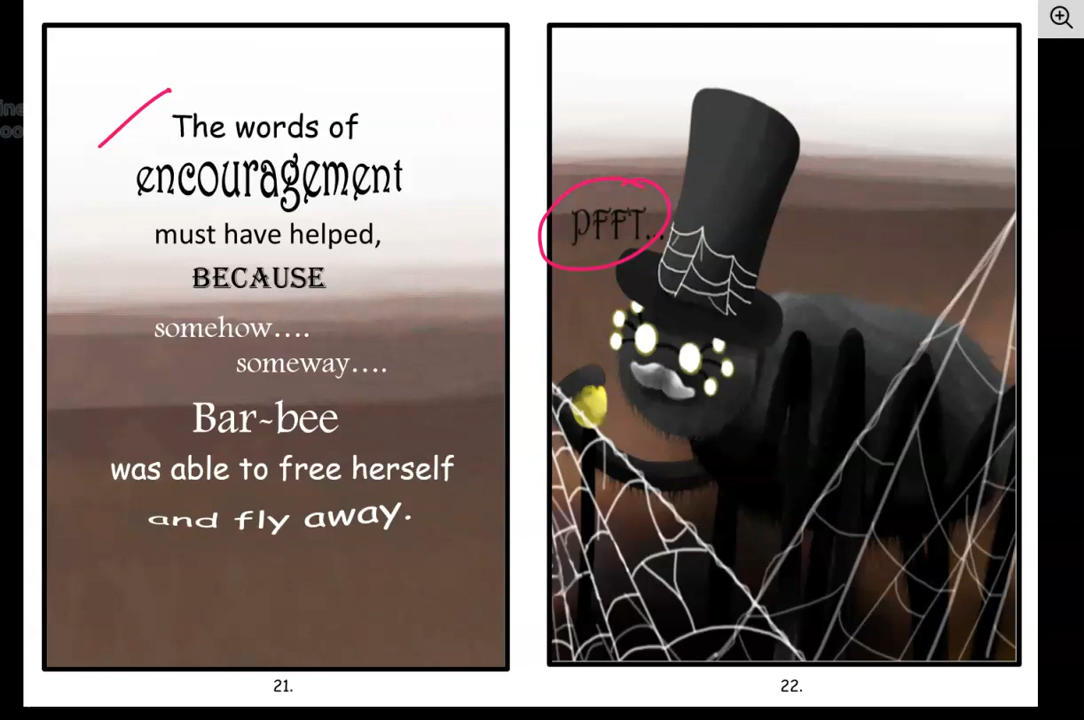 The words of
encouragement
must have helped,
BECAUSE
somehow....
someway....
Bar-bee
was able to free herself
and fly away.
21.
PFFT...
22.